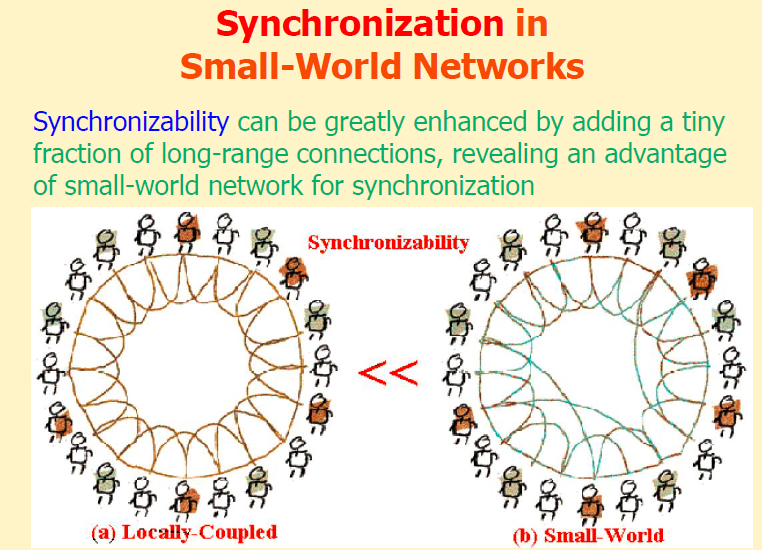 Synchronization in
Small-World Networks
Synchronizability can be greatly enhanced by adding a tiny
fraction of long-range connections, revealing an advantage
of small-world network for synchronization
Synchronizability
<<
(a) Locally-Coupled
(b) Small-World